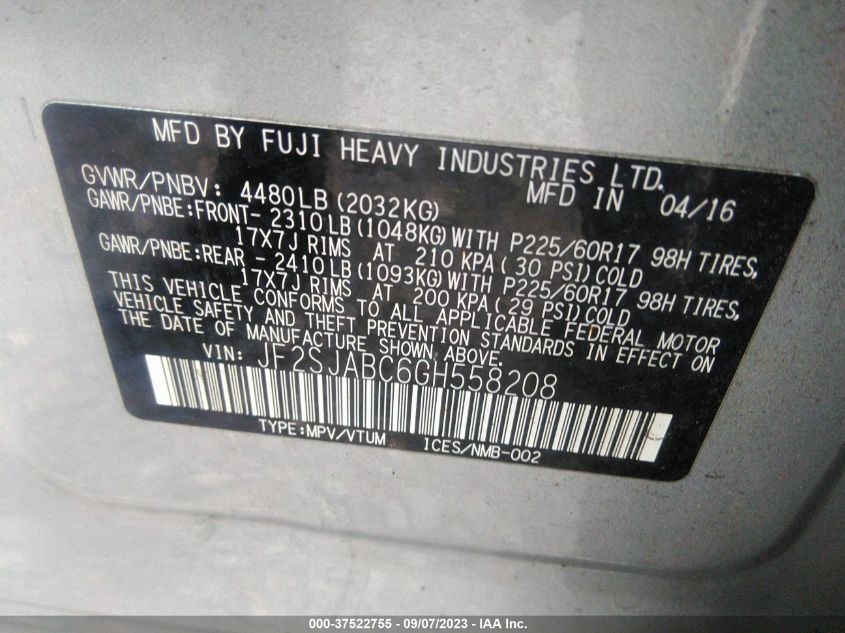 MFD BY FUJI HEAVY INDUSTRIES LTD.
GVWR/PNBV: 4480LB(2032KG) MFD IN 04/16
GAWR/PNBE:FRONT- 2310LB(1048KG)WITH P225/60R17 98H TIRES,
17X7J RIMS AT 210 KPA(30 PSI)COLD
GAWR/PNBE:REAR - 2410LB(1093KG)WITH P225/60R17 98H TIRES,
17X7J RIMS AT 200 KPA(29 PSI)COLD
THIS VEHICLE CONFORMS TO ALL APPLICABLE FEDERAL MOTOR
VEHICLE SAFETY AND THEFT PREVENTION STANDARDS IN EFFECT ON
THE DATE OF MANUFACTURE SHOWN ABOVE.
VIN: JF2SJABC6GH558208
TYPE:MPV/VTUM ICES/NMB-002
000-37522755 - 09/07/2023 - IAA Inc.